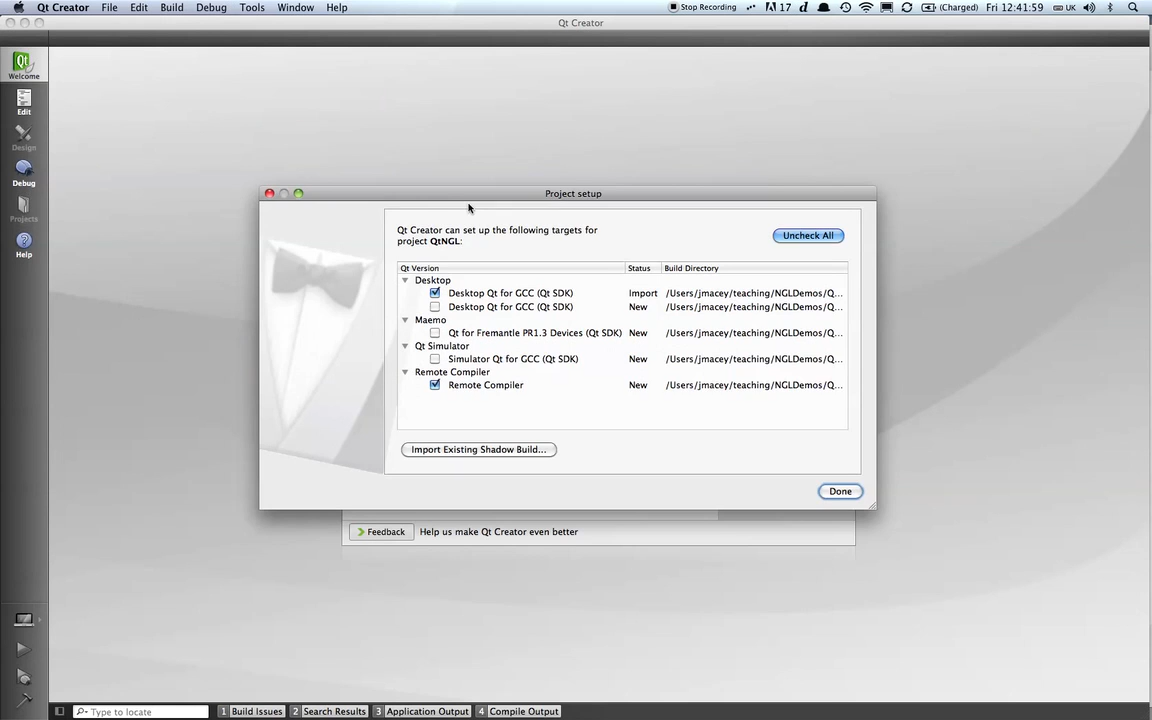 Qt Creator File Edit Build Debug Tools Window Help Stop Recording 17 d (Charged) Fri 12:41:59 UK
Qt Creator
Qt
Welcome
Edit
Design
Debug
Projects
Help
Project setup
Qt Creator can set up the following targets for
project QtNGL:
Uncheck All
Qt Version Status Build Directory
Desktop
Desktop Qt for GCC (Qt SDK) Import /Users/jmacey/teaching/NGLDemos/Q...
Desktop Qt for GCC (Qt SDK) New /Users/jmacey/teaching/NGLDemos/Q...
Maemo
Qt for Fremantle PR1.3 Devices (Qt SDK) New /Users/jmacey/teaching/NGLDemos/Q...
Qt Simulator
Simulator Qt for GCC (Qt SDK) New /Users/jmacey/teaching/NGLDemos/Q...
Remote Compiler
Remote Compiler New /Users/jmacey/teaching/NGLDemos/Q...
Import Existing Shadow Build...
Done
Feedback Help us make Qt Creator even better
Type to locate 1 Build Issues 2 Search Results 3 Application Output 4 Compile Output